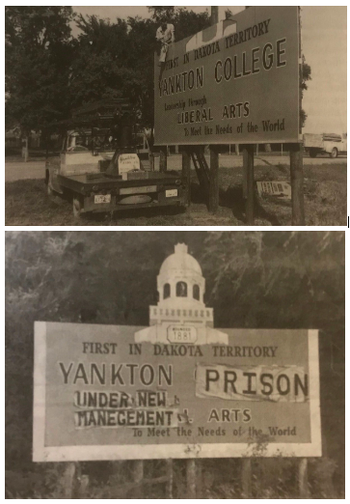 FIRST IN DAKOTA TERRITORY
YANKTON COLLEGE
Leadership through
LIBERAL ARTS
To Meet the Needs of the World
1881
FIRST IN DAKOTA TERRITORY
YANKTON PRISON
UNDER NEW
MANEGEMENT ARTS
To Meet the Needs of the World